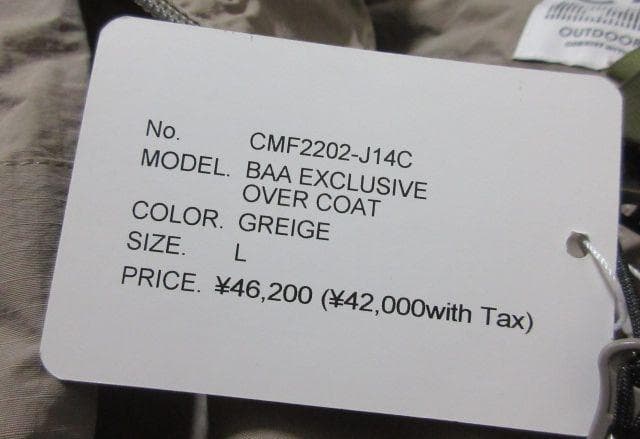 OUTDOOR
No. CMF2202-J14C
MODEL. BAA EXCLUSIVE
OVER COAT
COLOR. GREIGE
SIZE. L
PRICE. ¥46,200 (¥42,000with Tax)